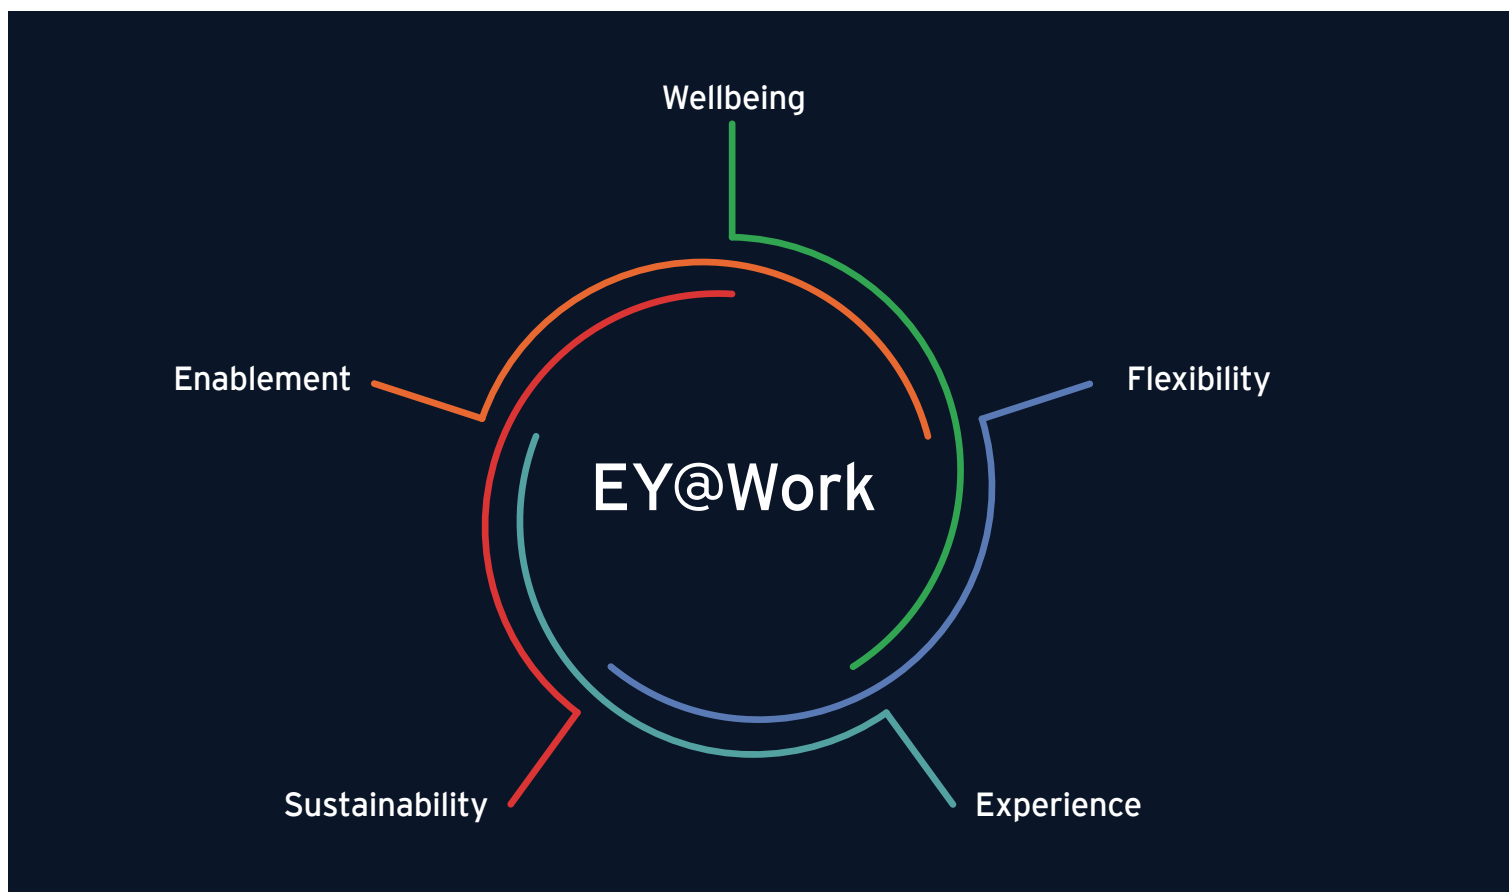 Wellbeing
Enablement
Flexibility
EY@Work
Sustainability
Experience